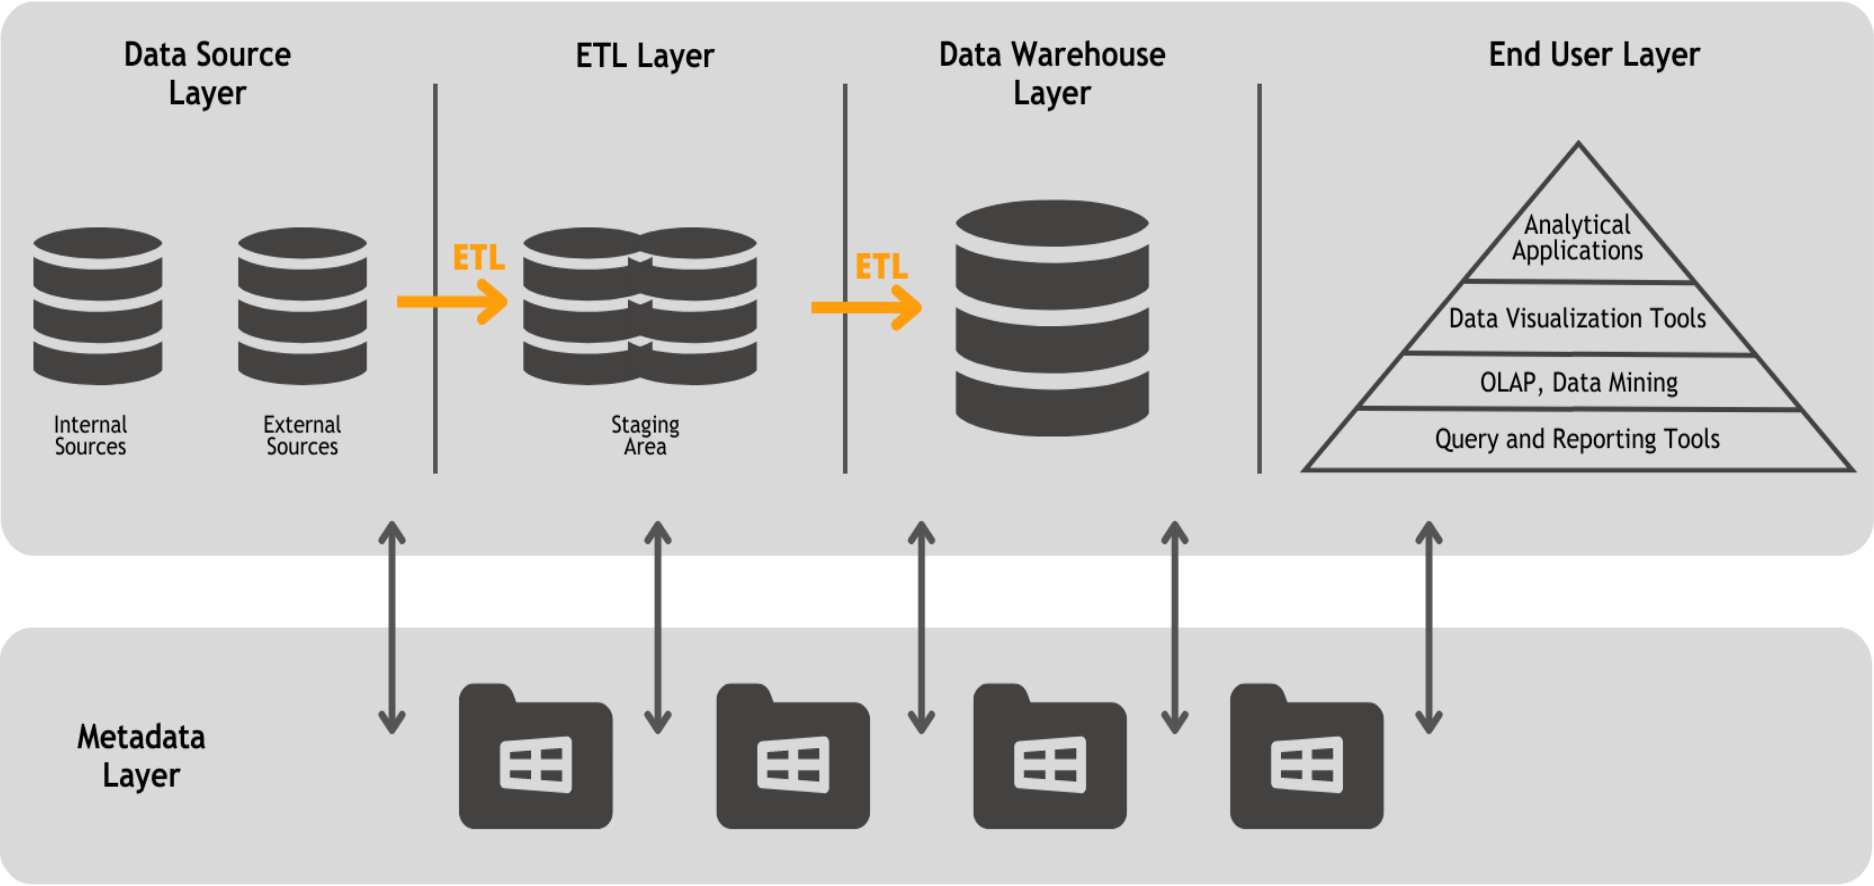 Data Source
Layer
ETL Layer
Data Warehouse
Layer
End User Layer
ETL
ETL
Internal
Sources
External
Sources
Staging
Area
Analytical
Applications
Data Visualization Tools
OLAP, Data Mining
Query and Reporting Tools
Metadata
Layer